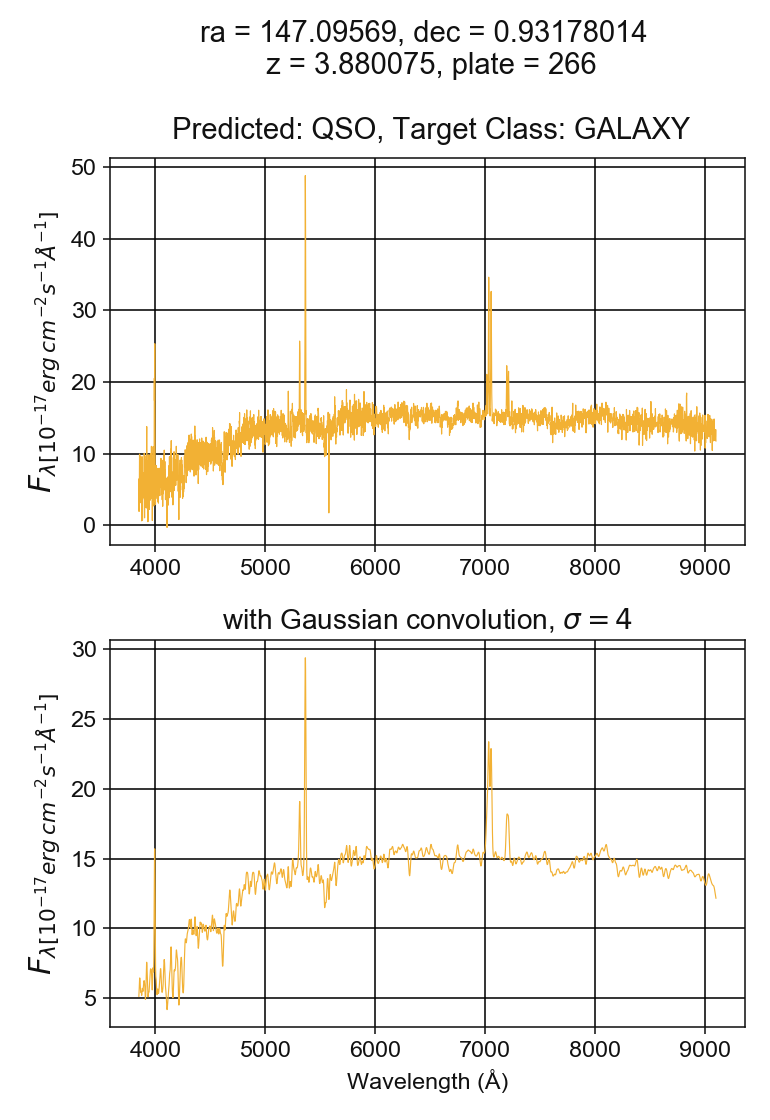 ra = 147.09569, dec = 0.93178014
z = 3.880075, plate = 266
Predicted: QSO, Target Class: GALAXY
50
40
30
20
10
0
F_λ[10⁻¹⁷ erg cm⁻² s⁻¹ Å⁻¹]
4000 5000 6000 7000 8000 9000
with Gaussian convolution, σ = 4
30
25
20
15
10
5
F_λ[10⁻¹⁷ erg cm⁻² s⁻¹ Å⁻¹]
4000 5000 6000 7000 8000 9000
Wavelength (Å)